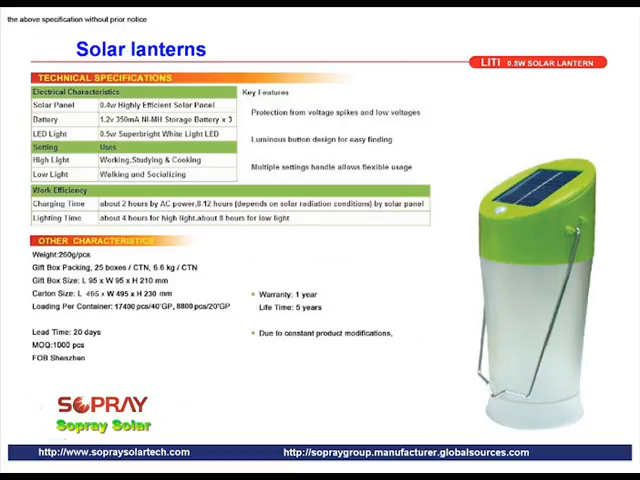 the above specification without prior notice
Solar lanterns
LITI 0.5W SOLAR LANTERN
TECHNICAL SPECIFICATIONS
Electrical Characteristics
Solar Panel 0.4w Highly Efficient Solar Panel
Battery 1.2v 350mA NI-MH Storage Battery x 3
LED Light 0.5w Superbright White Light LED
Setting Uses
High Light Working,Studying & Cooking
Low Light Walking and Socializing
Work Efficiency
Charging Time about 2 hours by AC power,8-12 hours (depends on solar radiation conditions) by solar panel
Lighting Time about 4 hours for high light,about 8 hours for low light
Key Features
Protection from voltage spikes and low voltages
Luminous button design for easy finding
Multiple settings handle allows flexible usage
OTHER CHARACTERISTICS
Weight:260g/pcs
Gift Box Packing, 25 boxes / CTN, 6.6 kg / CTN
Gift Box Size: L 95 x W 95 x H 210 mm
Carton Size: L 495 x W 495 x H 230 mm
Loading Per Container: 17400 pcs/40'GP, 8800 pcs/20'GP
Lead Time: 20 days
MOQ:1000 pcs
FOB Shenzhen
Warranty: 1 year
Life Time: 5 years
Due to constant product modifications,
SOPRAY
Sopray Solar
http://www.sopraysolartech.com
http://sopraygroup.manufacturer.globalsources.com